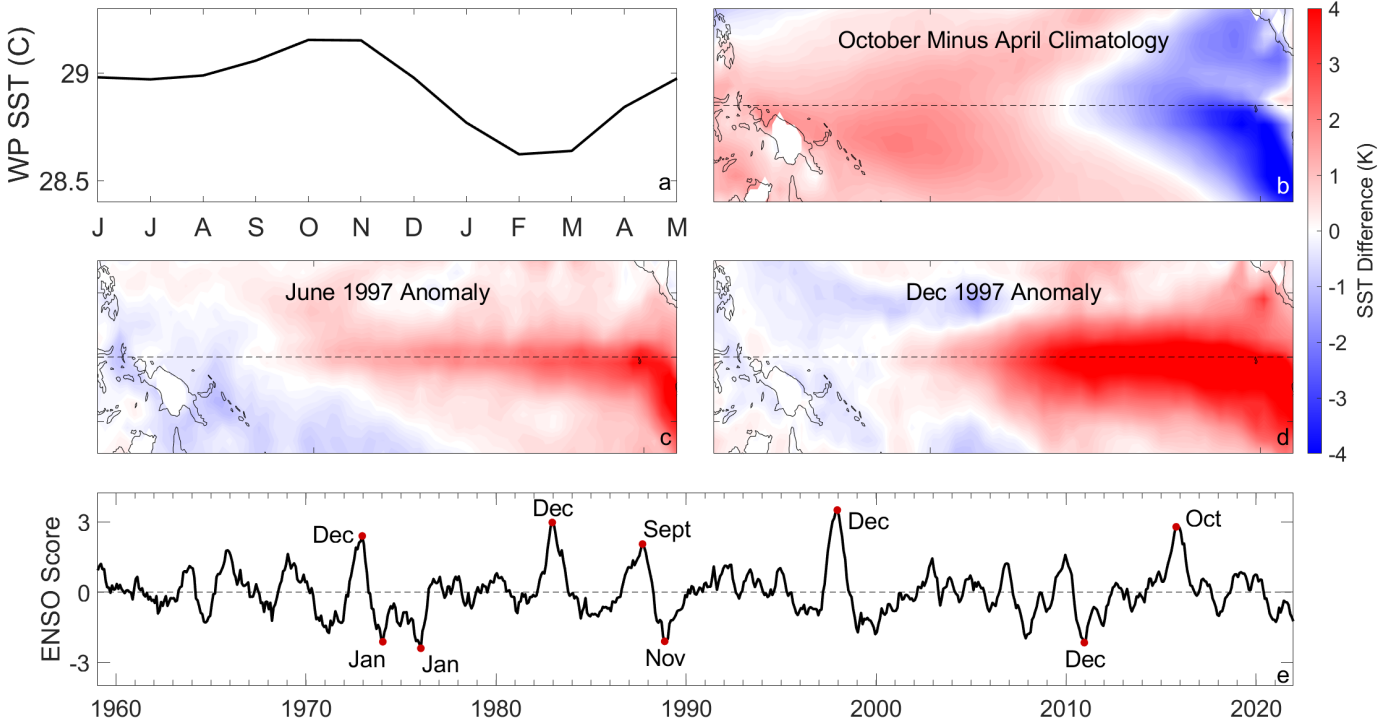 WP SST (C)
29
28.5
a
J J A S O N D J F M A M
October Minus April Climatology
b
4
3
2
1
0
-1
-2
-3
-4
SST Difference (K)
June 1997 Anomaly
c
Dec 1997 Anomaly
d
ENSO Score
3
0
-3
Dec
Jan
Jan
Dec
Sept
Nov
Dec
Dec
Oct
e
1960 1970 1980 1990 2000 2010 2020